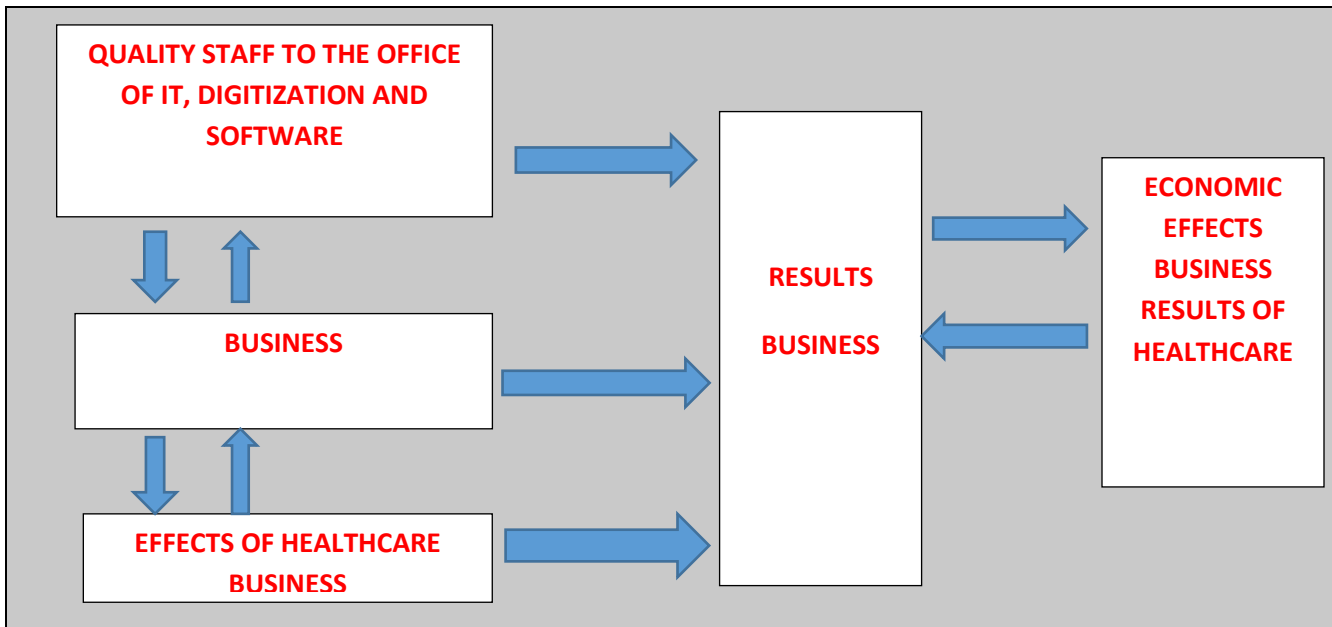 QUALITY STAFF TO THE OFFICE
OF IT, DIGITIZATION AND
SOFTWARE
BUSINESS
EFFECTS OF HEALTHCARE
BUSINESS
RESULTS
BUSINESS
ECONOMIC
EFFECTS
BUSINESS
RESULTS OF
HEALTHCARE